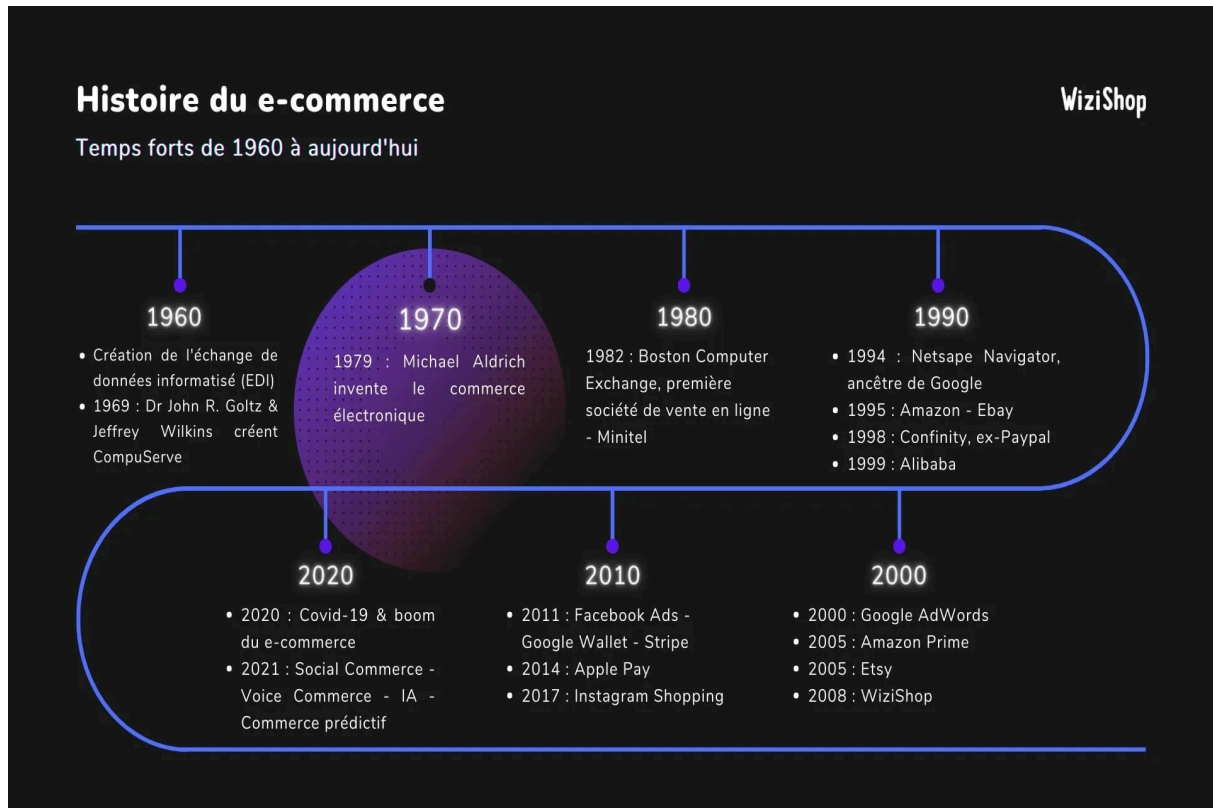 Histoire du e-commerce
WiziShop
Temps forts de 1960 à aujourd'hui
1960
• Création de l'échange de
données informatisé (EDI)
• 1969 : Dr John R. Goltz &
Jeffrey Wilkins créent
CompuServe
1970
1979 : Michael Aldrich
invente le commerce
électronique
1980
1982 : Boston Computer
Exchange, première
société de vente en ligne
- Minitel
1990
• 1994 : Netsape Navigator,
ancêtre de Google
• 1995 : Amazon - Ebay
• 1998 : Confinity, ex-Paypal
• 1999 : Alibaba
2020
• 2020 : Covid-19 & boom
du e-commerce
• 2021 : Social Commerce -
Voice Commerce - IA -
Commerce prédictif
2010
• 2011 : Facebook Ads -
Google Wallet - Stripe
• 2014 : Apple Pay
• 2017 : Instagram Shopping
2000
• 2000 : Google AdWords
• 2005 : Amazon Prime
• 2005 : Etsy
• 2008 : WiziShop